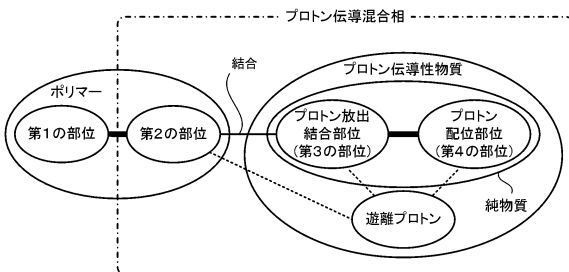 プロトン伝導混合相
結合
プロトン伝導性物質
ポリマー
第1の部位
第2の部位
プロトン放出
結合部位
(第3の部位)
プロトン
配位部位
(第4の部位)
純物質
遊離プロトン